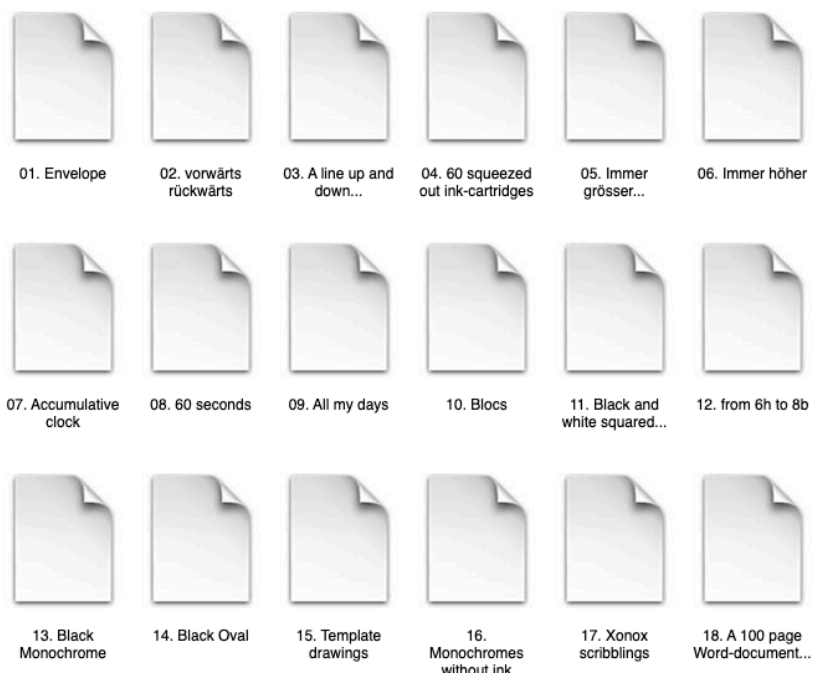 01. Envelope
02. vorwärts
rückwärts
03. A line up and
down...
04. 60 squeezed
out ink-cartridges
05. Immer
grösser...
06. Immer höher
07. Accumulative
clock
08. 60 seconds
09. All my days
10. Blocs
11. Black and
white squared...
12. from 6h to 8b
13. Black
Monochrome
14. Black Oval
15. Template
drawings
16.
Monochromes
without ink
17. Xonox
scribblings
18. A 100 page
Word-document...